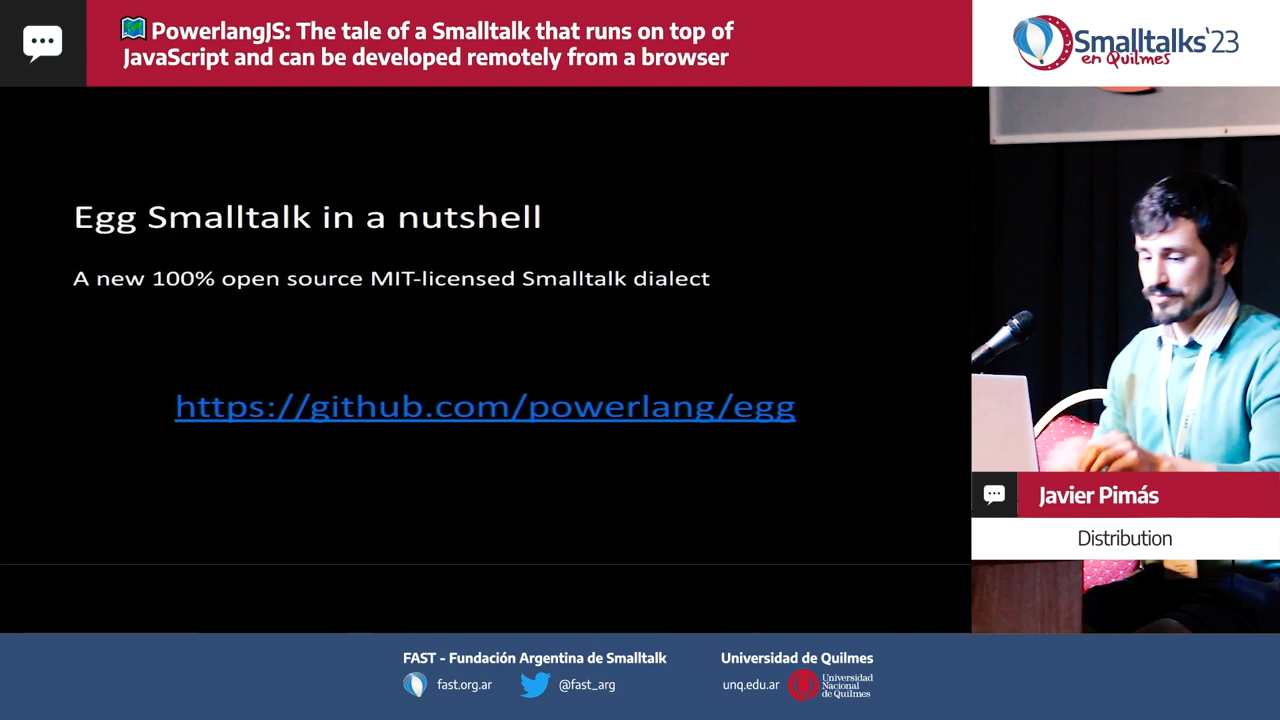 PowerlangJS: The tale of a Smalltalk that runs on top of
JavaScript and can be developed remotely from a browser
Smalltalks'23
en Quilmes
Egg Smalltalk in a nutshell
A new 100% open source MIT-licensed Smalltalk dialect
https://github.com/powerlang/egg
Javier Pimás
Distribution
FAST - Fundación Argentina de Smalltalk
fast.org.ar
@fast_arg
Universidad de Quilmes
unq.edu.ar
Universidad
Nacional
de Quilmes